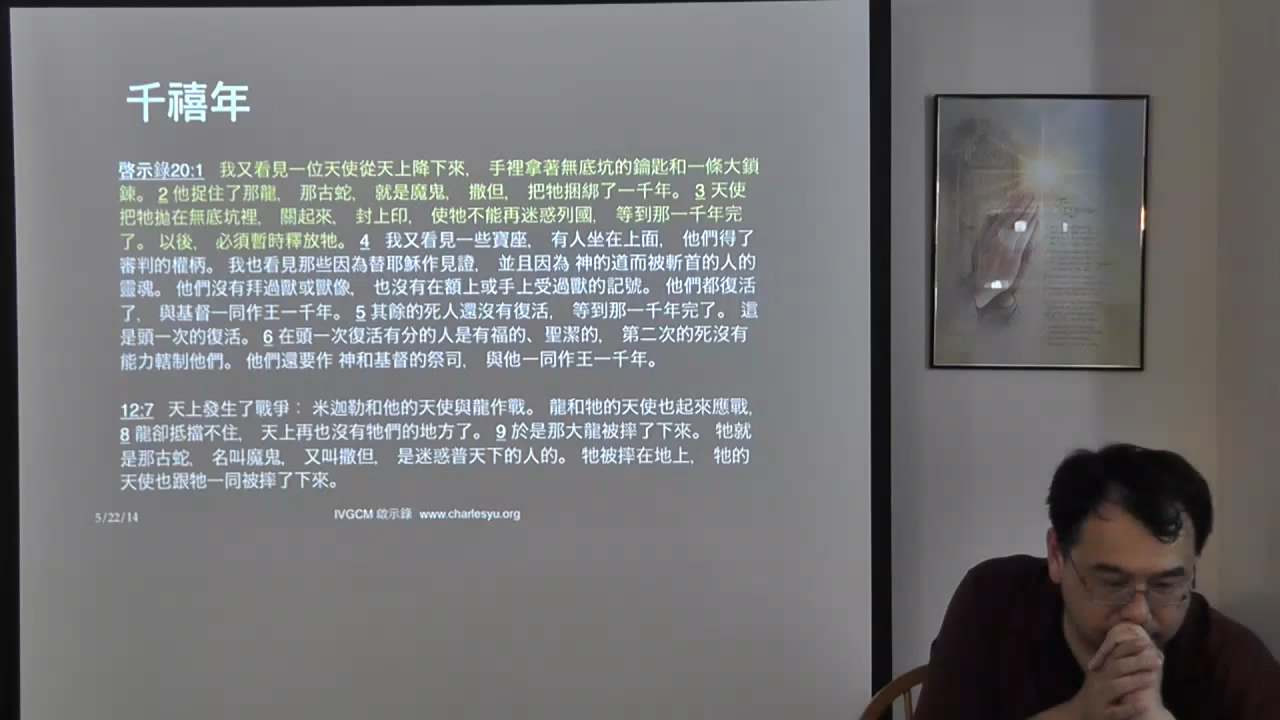 千禧年
啓示錄20:1 我又看見一位天使從天上降下來, 手裡拿著無底坑的鑰匙和一條大鎖
鍊。 2 他捉住了那龍, 那古蛇, 就是魔鬼, 撒但, 把牠捆綁了一千年。 3 天使
把牠拋在無底坑裡, 關起來, 封上印, 使牠不能再迷惑列國, 等到那一千年完
了。 以後, 必須暫時釋放牠。 4 我又看見一些寶座, 有人坐在上面, 他們得了
審判的權柄。 我也看見那些因為替耶穌作見證, 並且因為 神的道而被斬首的人的
靈魂。 他們沒有拜過獸或獸像, 也沒有在額上或手上受過獸的記號。 他們都復活
了, 與基督一同作王一千年。 5 其餘的死人還沒有復活, 等到那一千年完了。 這
是頭一次的復活。 6 在頭一次復活有分的人是有福的、聖潔的, 第二次的死沒有
能力轄制他們。 他們還要作 神和基督的祭司, 與他一同作王一千年。
12:7 天上發生了戰爭： 米迦勒和他的天使與龍作戰。 龍和牠的天使也起來應戰,
8 龍卻抵擋不住, 天上再也沒有牠們的地方了。 9 於是那大龍被摔了下來。 牠就
是那古蛇, 名叫魔鬼, 又叫撒但, 是迷惑普天下的人的。 牠被摔在地上, 牠的
天使也跟牠一同被摔了下來。
5/22/14 IVGCM 啟示錄 www.charlesyu.org